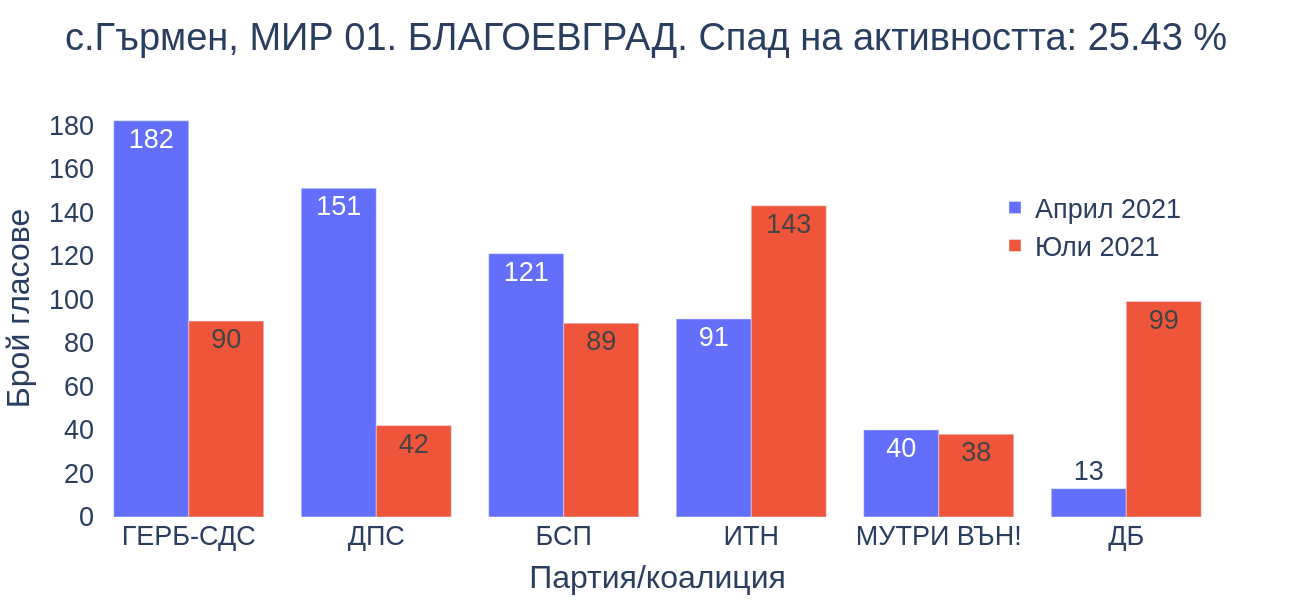 с.Гърмен, МИР 01. БЛАГОЕВГРАД. Спад на активността: 25.43 %
Брой гласове
180
160
140
120
100
80
60
40
20
0
182
90
151
42
121
89
91
143
40
38
13
99
Април 2021
Юли 2021
ГЕРБ-СДС
ДПС
БСП
ИТН
МУТРИ ВЪН!
ДБ
Партия/коалиция